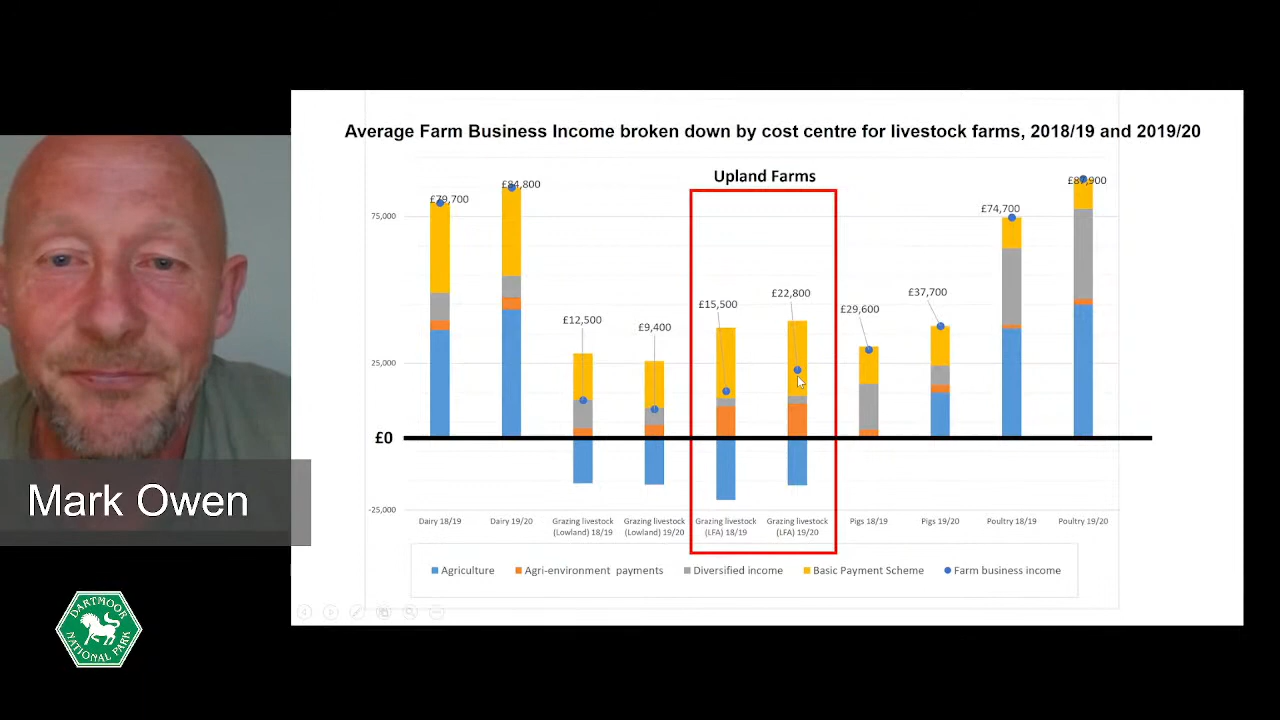 Average Farm Business Income broken down by cost centre for livestock farms, 2018/19 and 2019/20
Upland Farms
£79,700
£84,800
£12,500
£9,400
£15,500
£22,800
£29,600
£37,700
£74,700
£87,900
75,000
25,000
£0
-25,000
Dairy 18/19
Dairy 19/20
Grazing livestock
(Lowland) 18/19
Grazing livestock
(Lowland) 19/20
Grazing livestock
(LFA) 18/19
Grazing livestock
(LFA) 19/20
Pigs 18/19
Pigs 19/20
Poultry 18/19
Poultry 19/20
Agriculture
Agri-environment payments
Diversified income
Basic Payment Scheme
Farm business income
Mark Owen
DARTMOOR
NATIONAL PARK